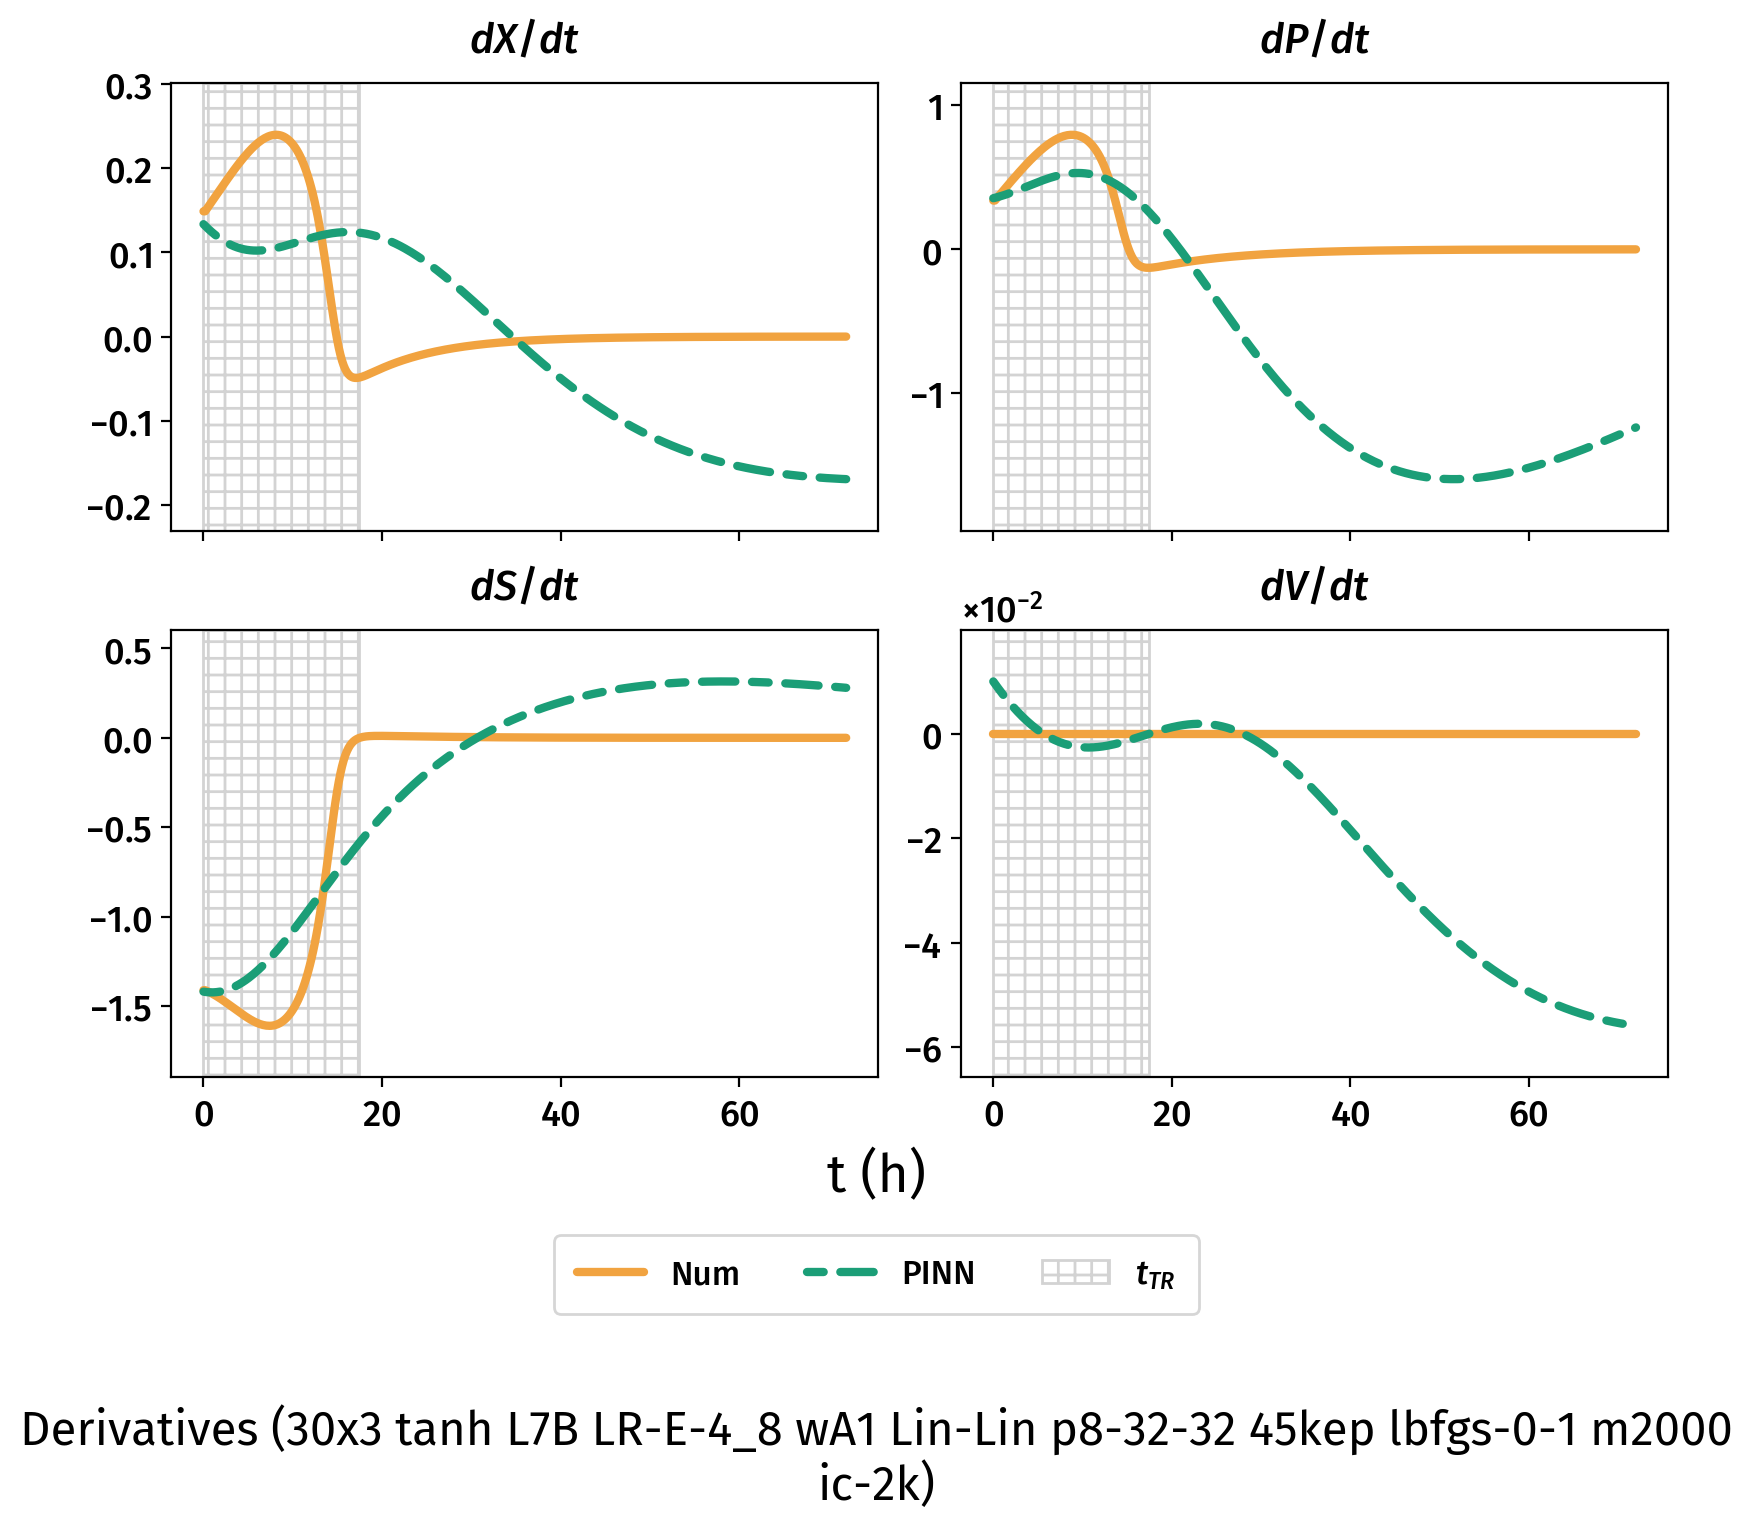 dX/dt
0.3
0.2
0.1
0.0
−0.1
−0.2
dP/dt
1
0
−1
dS/dt
0.5
0.0
−0.5
−1.0
−1.5
0 20 40 60
dV/dt
×10⁻²
0
−2
−4
−6
0 20 40 60
t (h)
Num PINN t_TR
Derivatives (30x3 tanh L7B LR-E-4_8 wA1 Lin-Lin p8-32-32 45kep lbfgs-0-1 m2000
ic-2k)